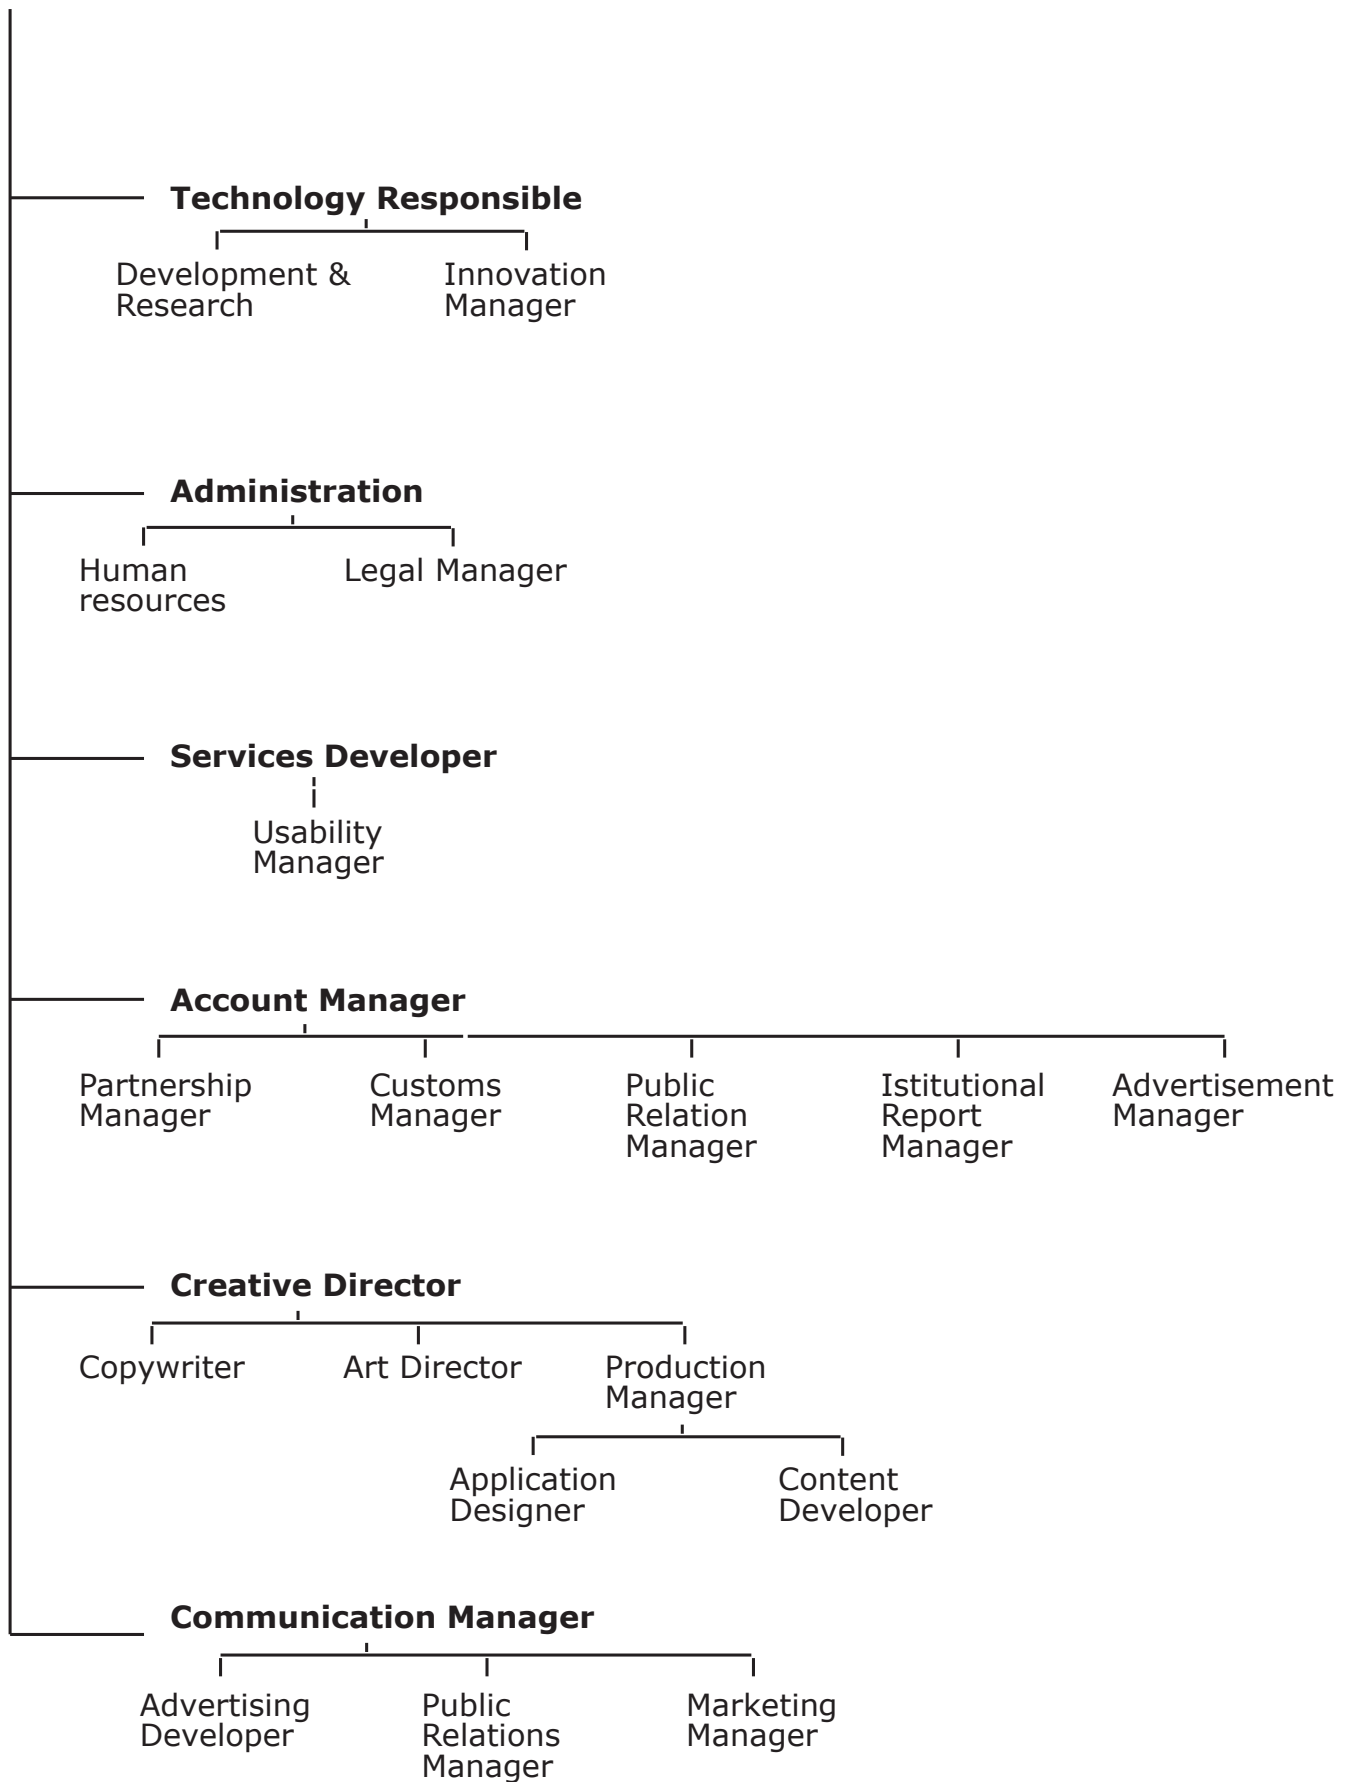 Technology Responsible
Development &
Research
Innovation
Manager
Administration
Human
resources
Legal Manager
Services Developer
Usability
Manager
Account Manager
Partnership
Manager
Customs
Manager
Public
Relation
Manager
Istitutional
Report
Manager
Advertisement
Manager
Creative Director
Copywriter
Art Director
Production
Manager
Application
Designer
Content
Developer
Communication Manager
Advertising
Developer
Public
Relations
Manager
Marketing
Manager